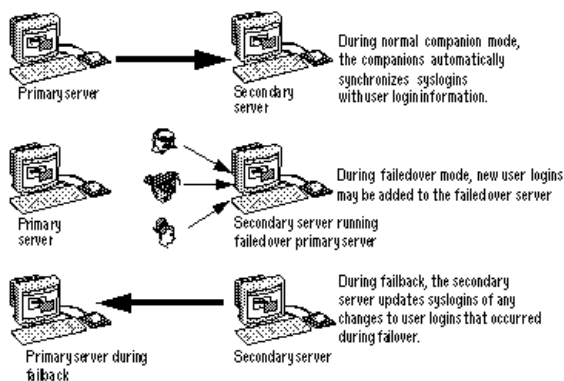 During normal companion mode,
the companions automatically
synchronizes syslogins
with user login information.
Primary server
Secondary
server
During failedover mode, new user logins
may be added to the failedover server
Primary
server
Secondary server running
failed over primary server
During failback, the secondary
server updates syslogins of any
changes to user logins that occurred
during failover.
Primary server during
failback
Secondary server